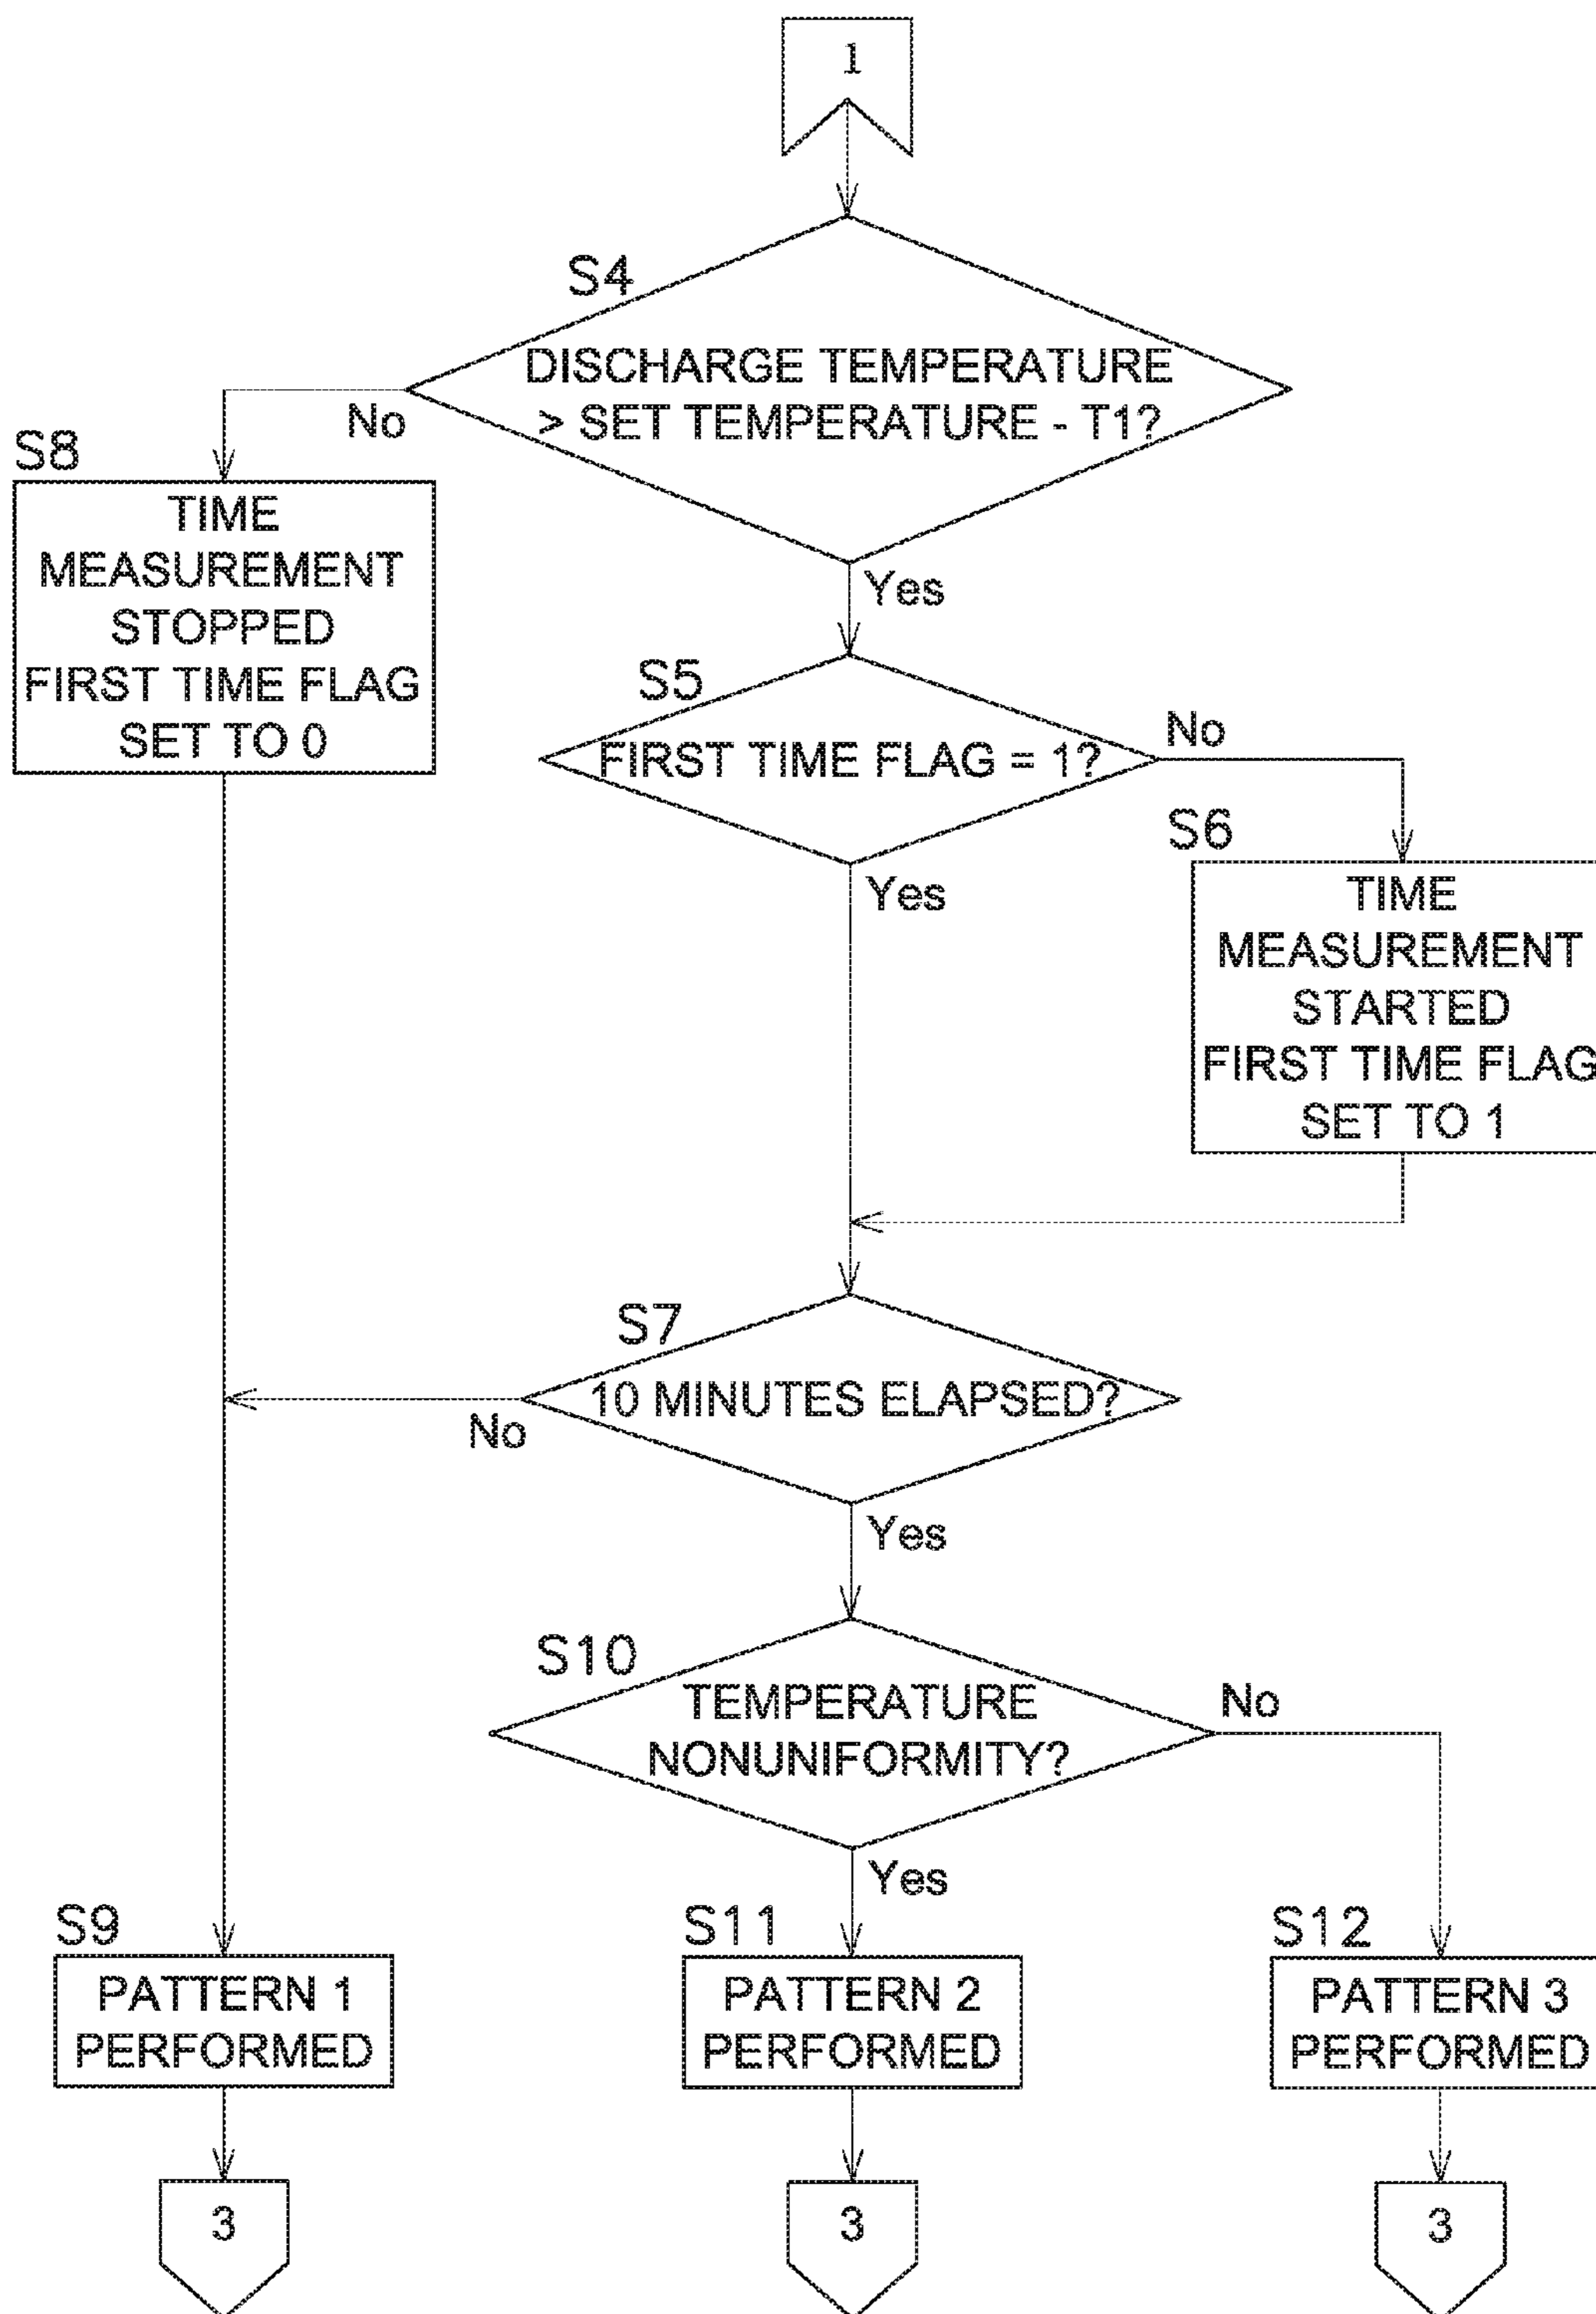 1
S4
DISCHARGE TEMPERATURE
> SET TEMPERATURE - T1?
No
Yes
S8
TIME
MEASUREMENT
STOPPED
FIRST TIME FLAG
SET TO 0
S5
FIRST TIME FLAG = 1?
No
Yes
S6
TIME
MEASUREMENT
STARTED
FIRST TIME FLAG
SET TO 1
S7
10 MINUTES ELAPSED?
No
Yes
S10
TEMPERATURE
NONUNIFORMITY?
No
Yes
S9
PATTERN 1
PERFORMED
S11
PATTERN 2
PERFORMED
S12
PATTERN 3
PERFORMED
3
3
3